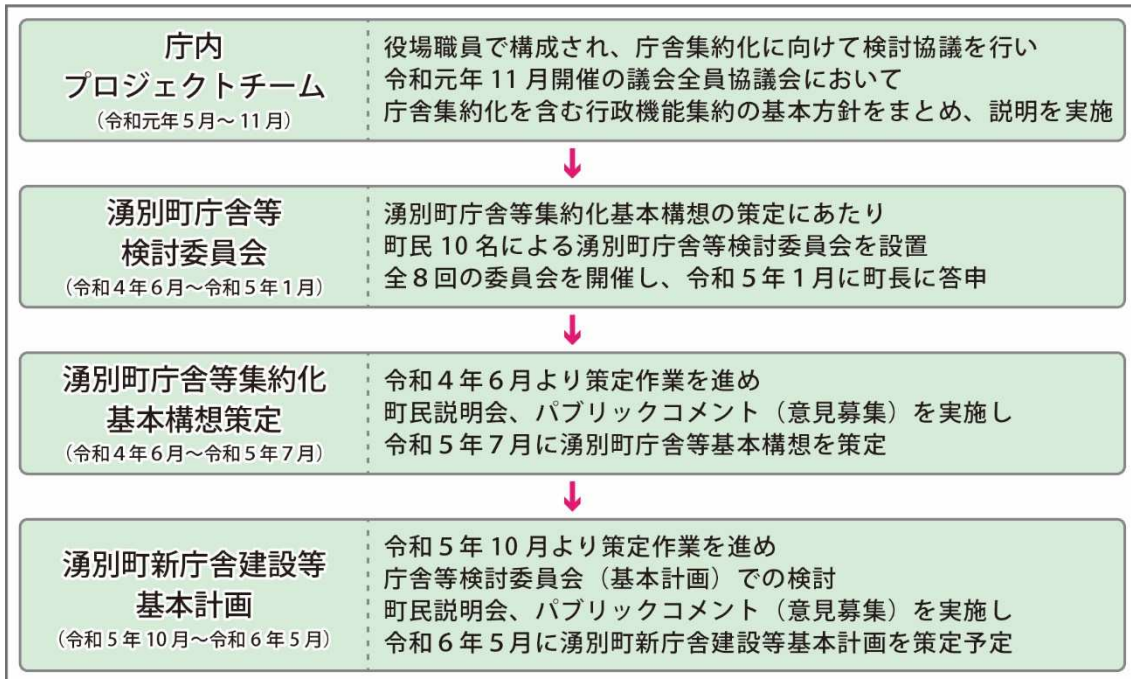 庁内
プロジェクトチーム
(令和元年5月～11月)
役場職員で構成され、庁舎集約化に向けて検討協議を行い
令和元年11月開催の議会全員協議会において
庁舎集約化を含む行政機能集約の基本方針をまとめ、説明を実施
↓
湧別町庁舎等
検討委員会
(令和4年6月～令和5年1月)
湧別町庁舎等集約化基本構想の策定にあたり
町民10名による湧別町庁舎等検討委員会を設置
全8回の委員会を開催し、令和5年1月に町長に答申
↓
湧別町庁舎等集約化
基本構想策定
(令和4年6月～令和5年7月)
令和4年6月より策定作業を進め
町民説明会、パブリックコメント（意見募集）を実施し
令和5年7月に湧別町庁舎等基本構想を策定
↓
湧別町新庁舎建設等
基本計画
(令和5年10月～令和6年5月)
令和5年10月より策定作業を進め
庁舎等検討委員会（基本計画）での検討
町民説明会、パブリックコメント（意見募集）を実施し
令和6年5月に湧別町新庁舎建設等基本計画を策定予定